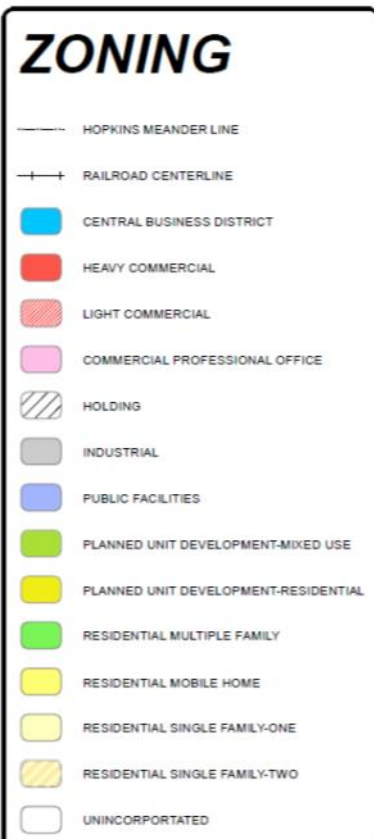 ZONING
HOPKINS MEANDER LINE
RAILROAD CENTERLINE
CENTRAL BUSINESS DISTRICT
HEAVY COMMERCIAL
LIGHT COMMERCIAL
COMMERCIAL PROFESSIONAL OFFICE
HOLDING
INDUSTRIAL
PUBLIC FACILITIES
PLANNED UNIT DEVELOPMENT-MIXED USE
PLANNED UNIT DEVELOPMENT-RESIDENTIAL
RESIDENTIAL MULTIPLE FAMILY
RESIDENTIAL MOBILE HOME
RESIDENTIAL SINGLE FAMILY-ONE
RESIDENTIAL SINGLE FAMILY-TWO
UNINCORPORTATED